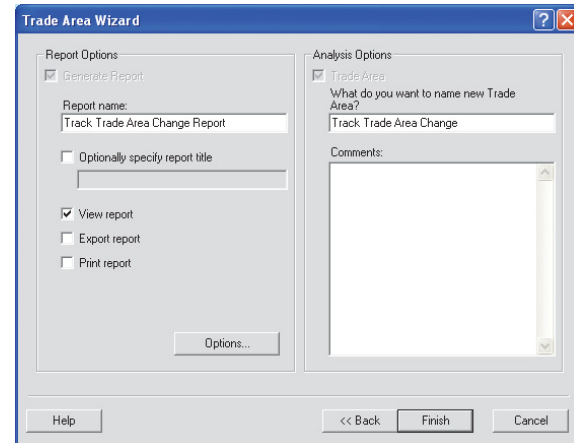 Trade Area Wizard
Report Options
Generate Report
Report name:
Track Trade Area Change Report
Optionally specify report title
View report
Export report
Print report
Options...
Analysis Options
Trade Area
What do you want to name new Trade
Area?
Track Trade Area Change
Comments:
Help
<< Back
Finish
Cancel